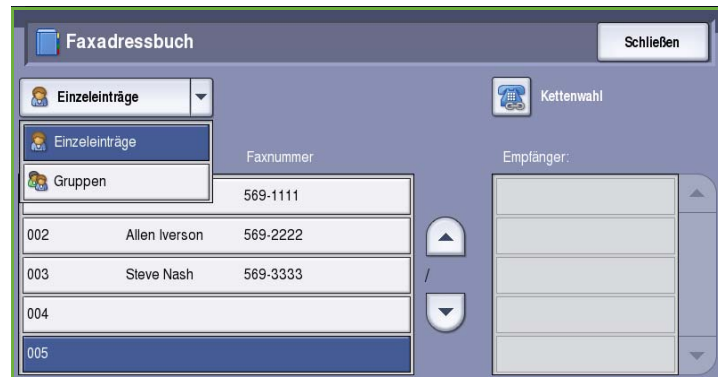 Faxadressbuch
Schließen
Einzeleinträge
Kettenwahl
Einzeleinträge
Gruppen
Faxnummer
Empfänger:
569-1111
002 Allen Iverson 569-2222
003 Steve Nash 569-3333
/
004
005